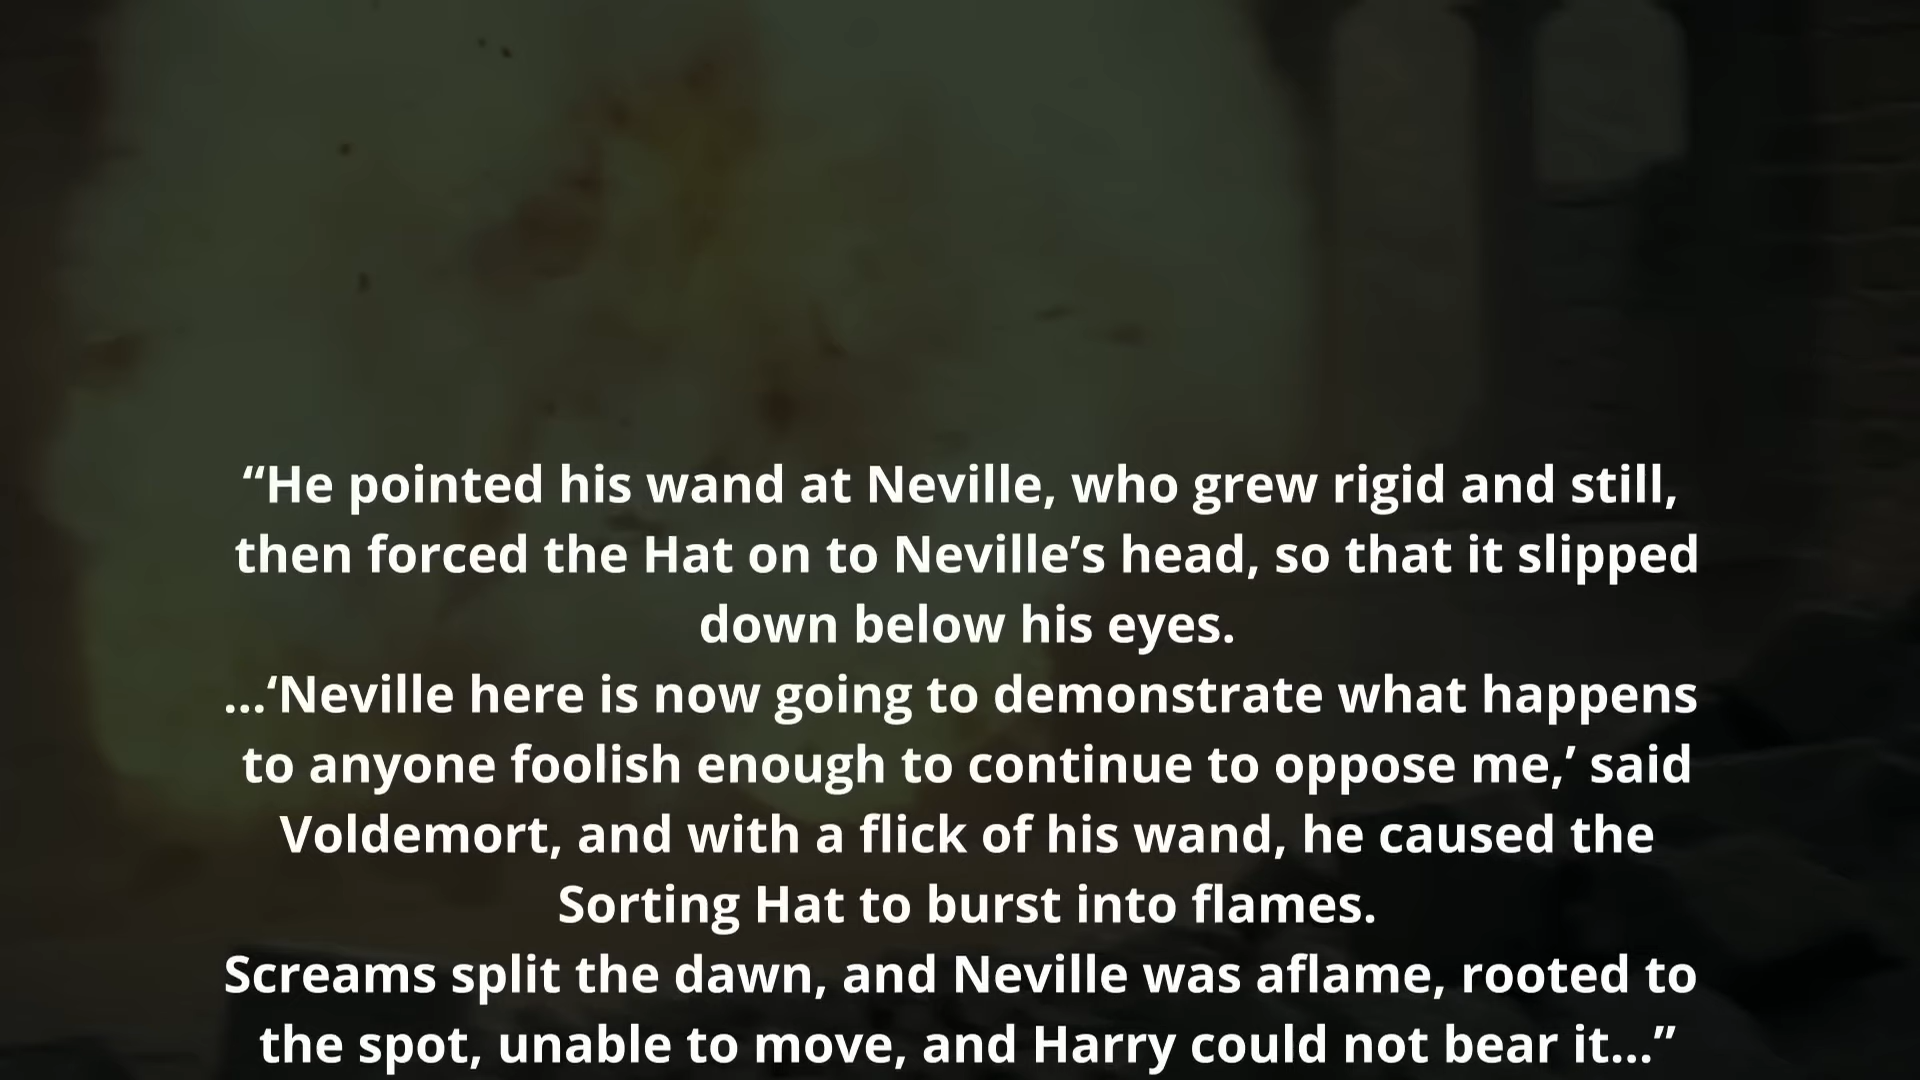 “He pointed his wand at Neville, who grew rigid and still,
then forced the Hat on to Neville’s head, so that it slipped
down below his eyes.
...‘Neville here is now going to demonstrate what happens
to anyone foolish enough to continue to oppose me,’ said
Voldemort, and with a flick of his wand, he caused the
Sorting Hat to burst into flames.
Screams split the dawn, and Neville was aflame, rooted to
the spot, unable to move, and Harry could not bear it...”